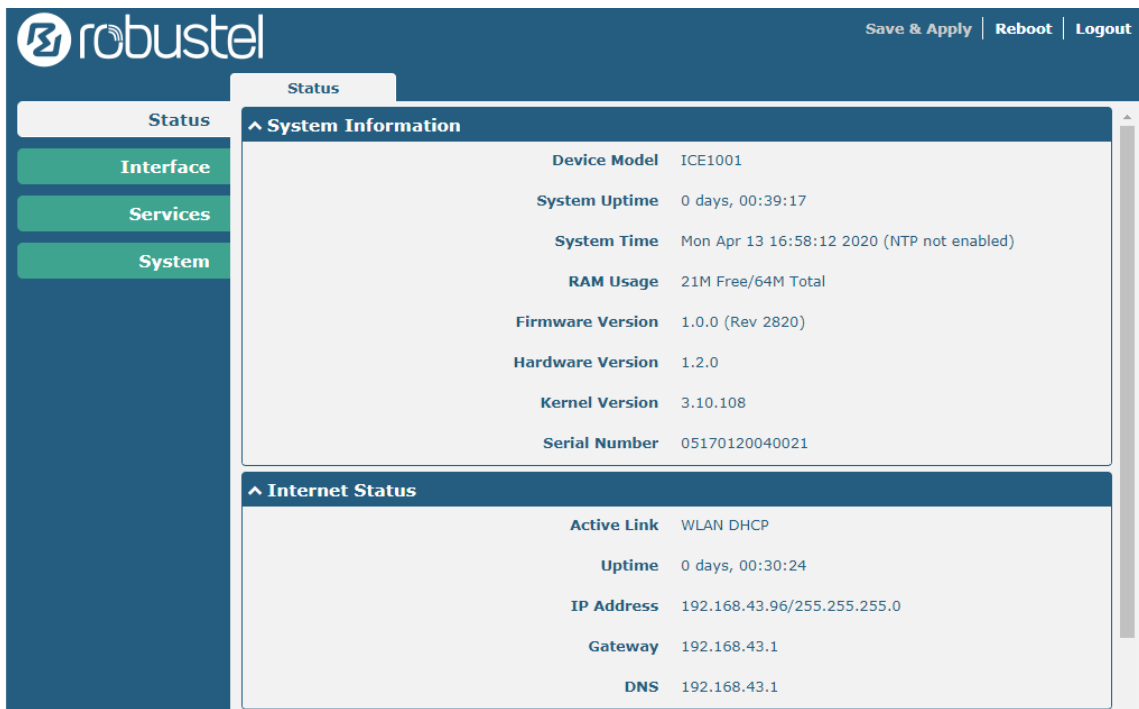 robustel
Save & Apply | Reboot | Logout
Status
Status
Interface
Services
System
System Information
Device Model ICE1001
System Uptime 0 days, 00:39:17
System Time Mon Apr 13 16:58:12 2020 (NTP not enabled)
RAM Usage 21M Free/64M Total
Firmware Version 1.0.0 (Rev 2820)
Hardware Version 1.2.0
Kernel Version 3.10.108
Serial Number 05170120040021
Internet Status
Active Link WLAN DHCP
Uptime 0 days, 00:30:24
IP Address 192.168.43.96/255.255.255.0
Gateway 192.168.43.1
DNS 192.168.43.1